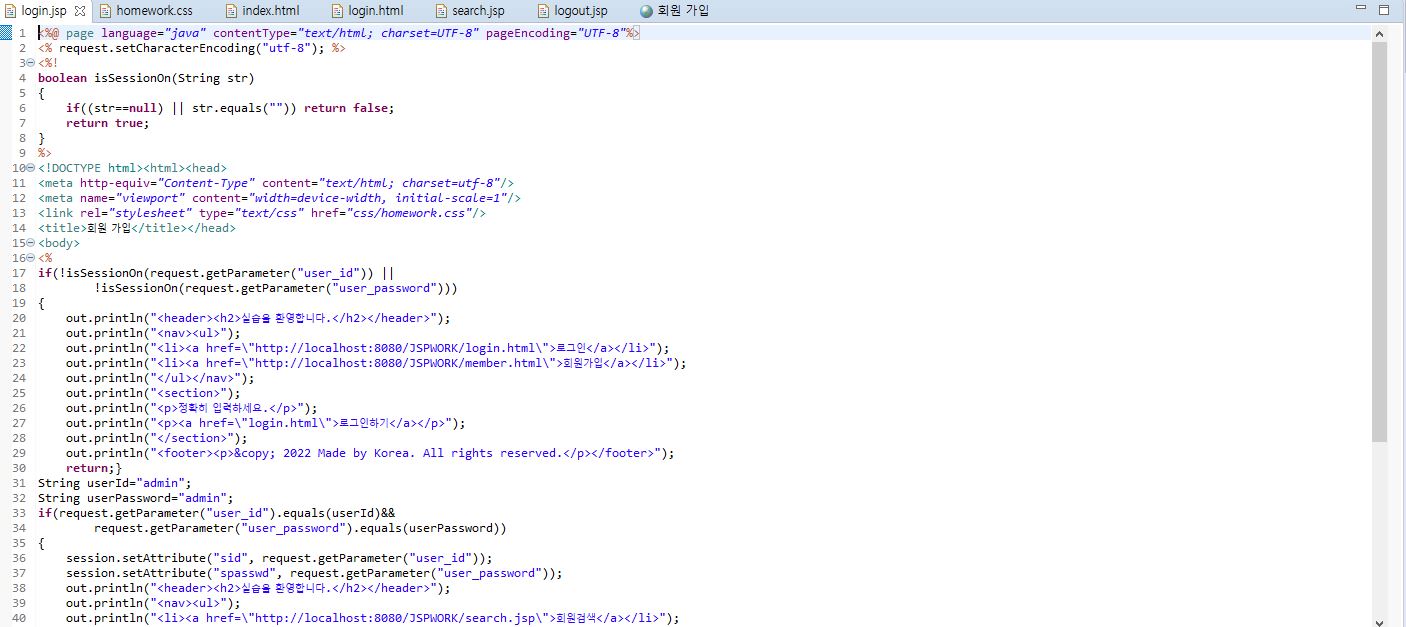 login.jsp homework.css index.html login.html search.jsp logout.jsp 회원 가입
1 <%@ page language="java" contentType="text/html; charset=UTF-8" pageEncoding="UTF-8"%>
2 <% request.setCharacterEncoding("utf-8"); %>
3 <%!
4 boolean isSessionOn(String str)
5 {
6 if((str==null) || str.equals("")) return false;
7 return true;
8 }
9 %>
10 <!DOCTYPE html><html><head>
11 <meta http-equiv="Content-Type" content="text/html; charset=utf-8"/>
12 <meta name="viewport" content="width=device-width, initial-scale=1"/>
13 <link rel="stylesheet" type="text/css" href="css/homework.css"/>
14 <title>회원 가입</title></head>
15 <body>
16 <%
17 if(!isSessionOn(request.getParameter("user_id")) ||
18 !isSessionOn(request.getParameter("user_password")))
19 {
20 out.println("<header><h2>실습을 환영합니다.</h2></header>");
21 out.println("<nav><ul>");
22 out.println("<li><a href=\"http://localhost:8080/JSPWORK/login.html\">로그인</a></li>");
23 out.println("<li><a href=\"http://localhost:8080/JSPWORK/member.html\">회원가입</a></li>");
24 out.println("</ul></nav>");
25 out.println("<section>");
26 out.println("<p>정확히 입력하세요.</p>");
27 out.println("<p><a href=\"login.html\">로그인하기</a></p>");
28 out.println("</section>");
29 out.println("<footer><p>&copy; 2022 Made by Korea. All rights reserved.</p></footer>");
30 return;}
31 String userId="admin";
32 String userPassword="admin";
33 if(request.getParameter("user_id").equals(userId)&&
34 request.getParameter("user_password").equals(userPassword))
35 {
36 session.setAttribute("sid", request.getParameter("user_id"));
37 session.setAttribute("spasswd", request.getParameter("user_password"));
38 out.println("<header><h2>실습을 환영합니다.</h2></header>");
39 out.println("<nav><ul>");
40 out.println("<li><a href=\"http://localhost:8080/JSPWORK/search.jsp\">회원검색</a></li>");